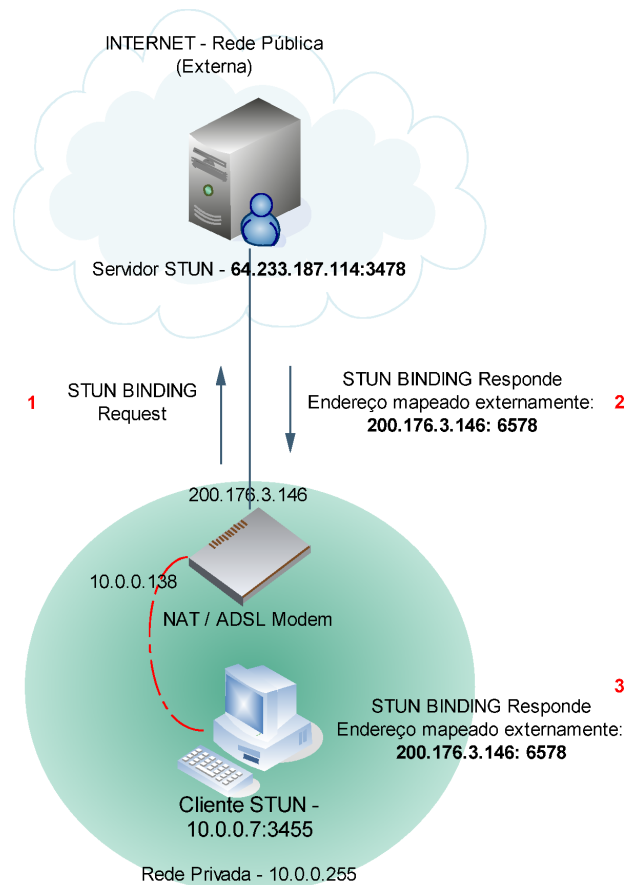 INTERNET - Rede Pública
(Externa)
Servidor STUN - 64.233.187.114:3478
1
STUN BINDING
Request
STUN BINDING Responde
Endereço mapeado externamente:
200.176.3.146: 6578
2
200.176.3.146
10.0.0.138
NAT / ADSL Modem
3
STUN BINDING Responde
Endereço mapeado externamente:
200.176.3.146: 6578
Cliente STUN -
10.0.0.7:3455
Rede Privada - 10.0.0.255